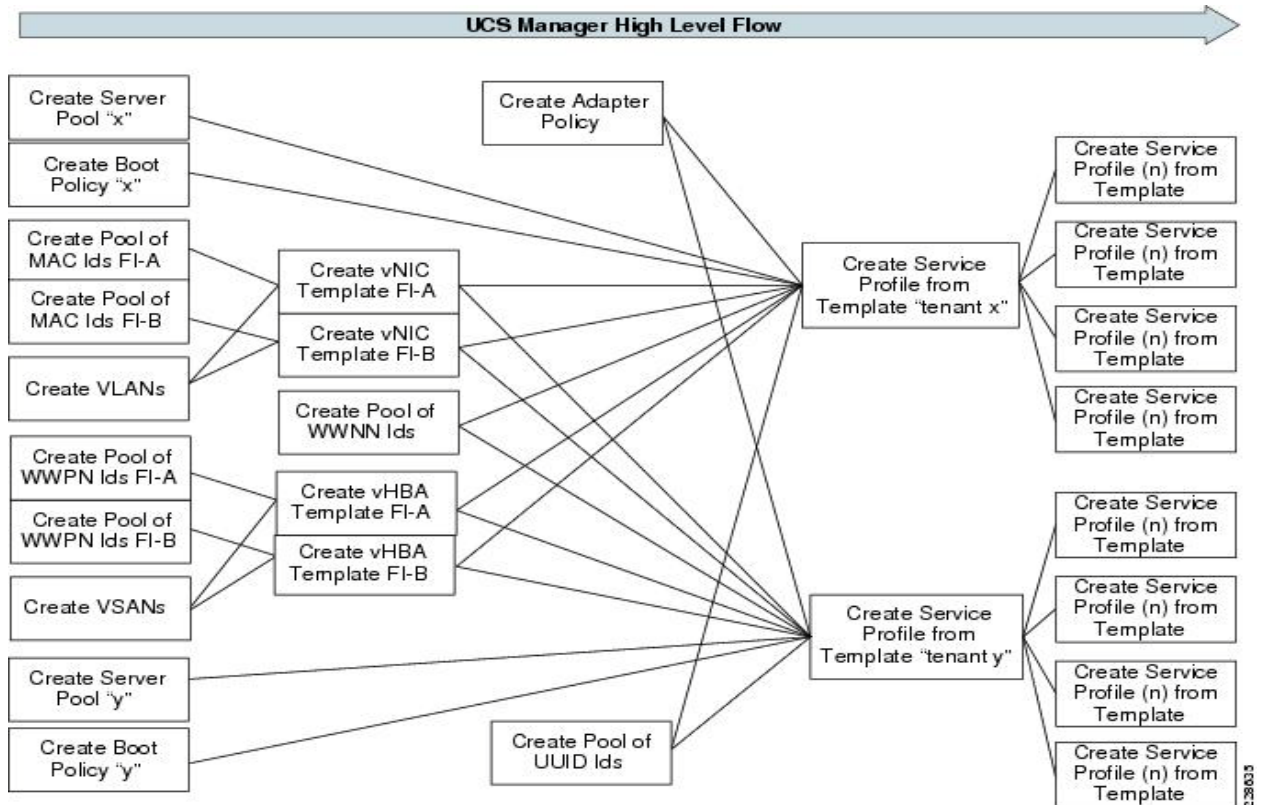 UCS Manager High Level Flow
Create Server
Pool "x"
Create Boot
Policy "x"
Create Pool of
MAC Ids FI-A
Create Pool of
MAC Ids FI-B
Create VLANs
Create Pool of
WWPN Ids FI-A
Create Pool of
WWPN Ids FI-B
Create VSANs
Create Server
Pool "y"
Create Boot
Policy "y"
Create vNIC
Template FI-A
Create vNIC
Template FI-B
Create Pool of
WWNN Ids
Create vHBA
Template FI-A
Create vHBA
Template FI-B
Create Adapter
Policy
Create Pool of
UUID Ids
Create Service
Profile from
Template "tenant x"
Create Service
Profile from
Template "tenant y"
Create Service
Profile (n) from
Template
Create Service
Profile (n) from
Template
Create Service
Profile (n) from
Template
Create Service
Profile (n) from
Template
Create Service
Profile (n) from
Template
Create Service
Profile (n) from
Template
Create Service
Profile (n) from
Template
Create Service
Profile (n) from
Template
228635